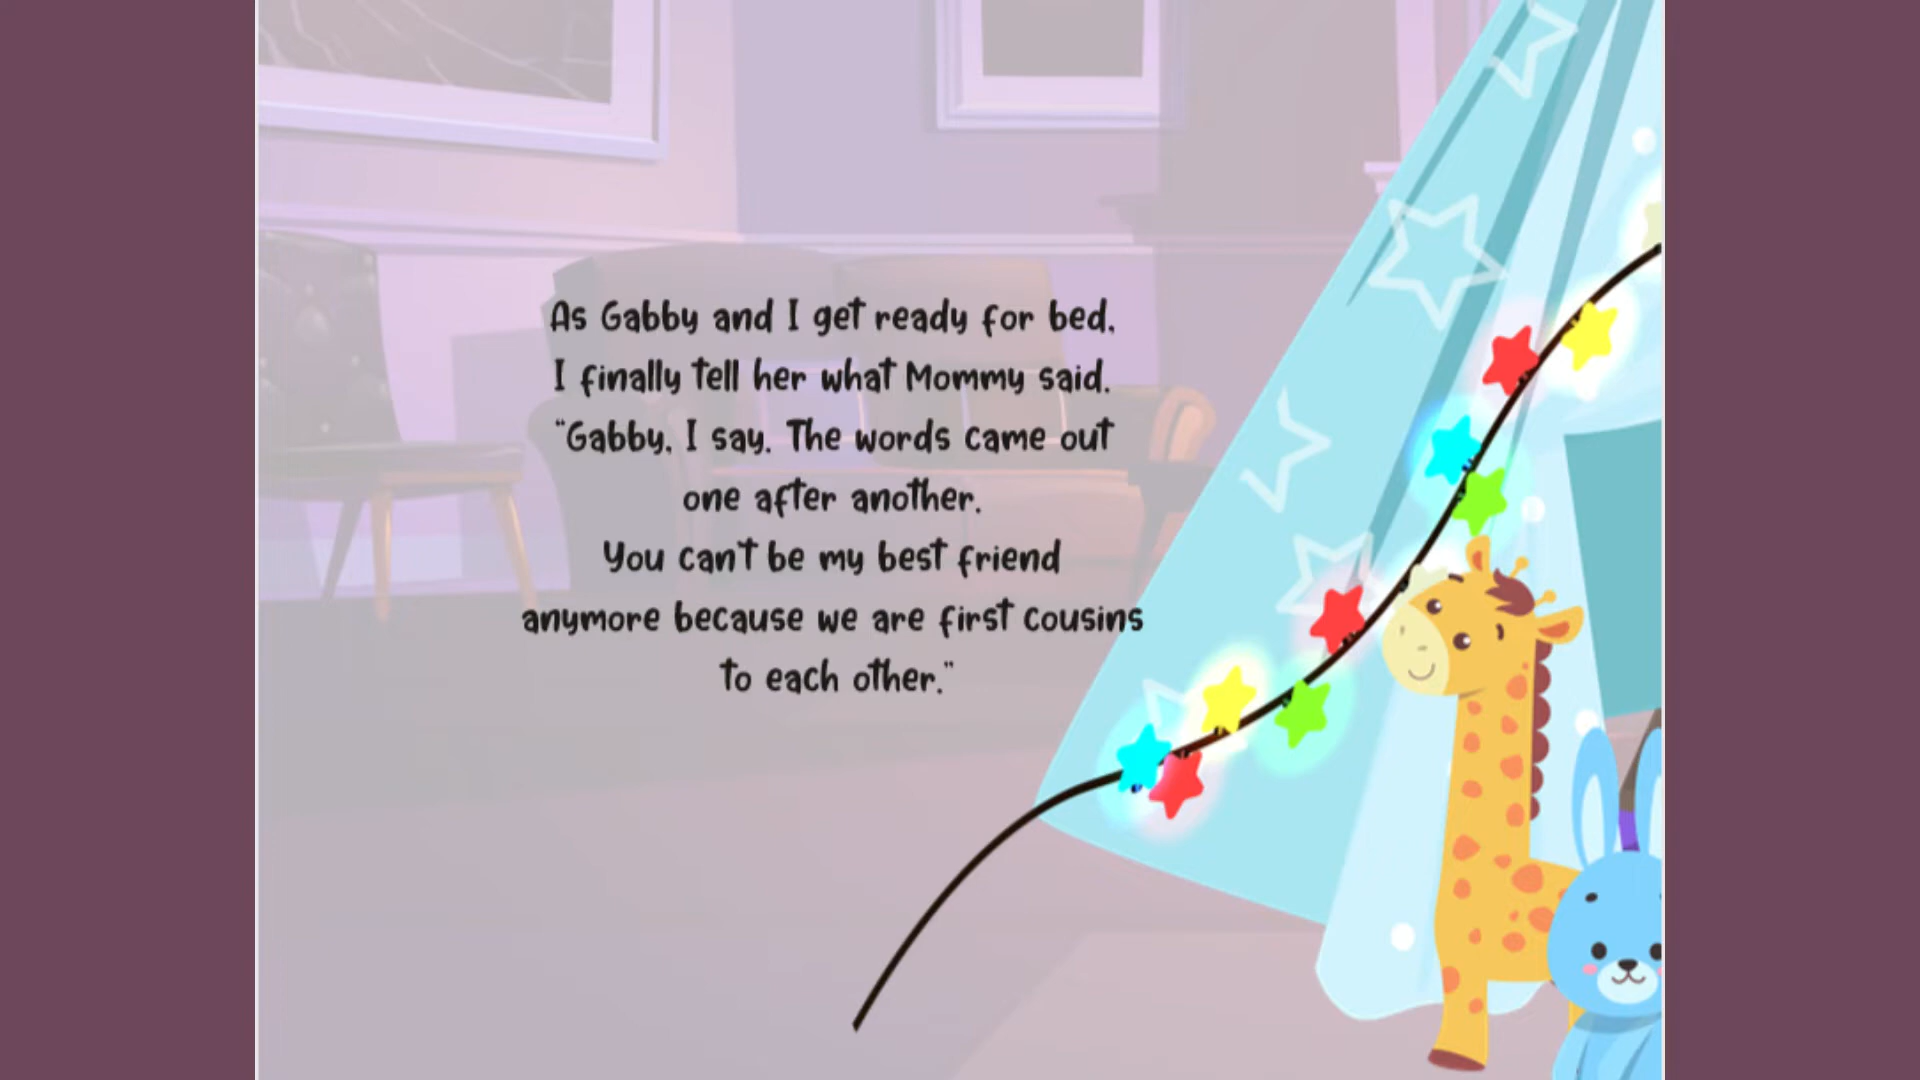 As Gabby and I get ready for bed,
I finally tell her what Mommy said.
"Gabby, I say. The words came out
one after another.
You can't be my best friend
anymore because we are first cousins
to each other."